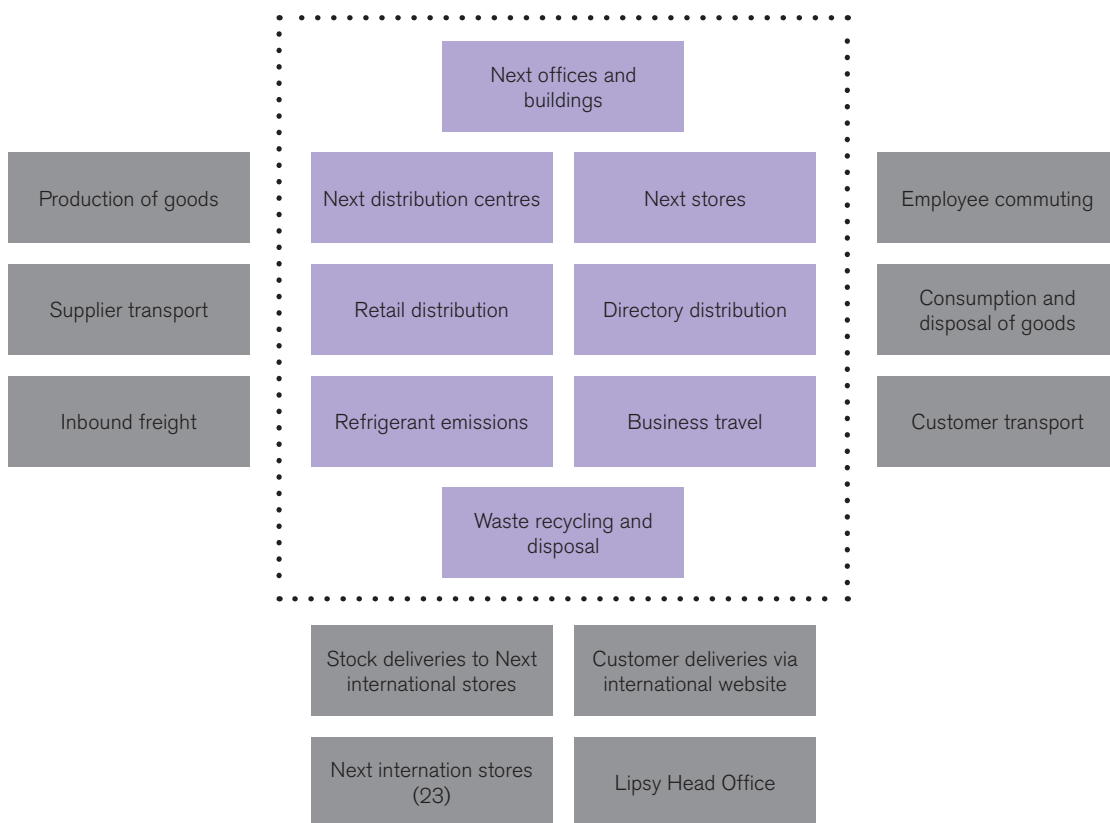 Next offices and
buildings
Production of goods
Next distribution centres
Next stores
Employee commuting
Supplier transport
Retail distribution
Directory distribution
Consumption and
disposal of goods
Inbound freight
Refrigerant emissions
Business travel
Customer transport
Waste recycling and
disposal
Stock deliveries to Next
international stores
Customer deliveries via
international website
Next internation stores
(23)
Lipsy Head Office